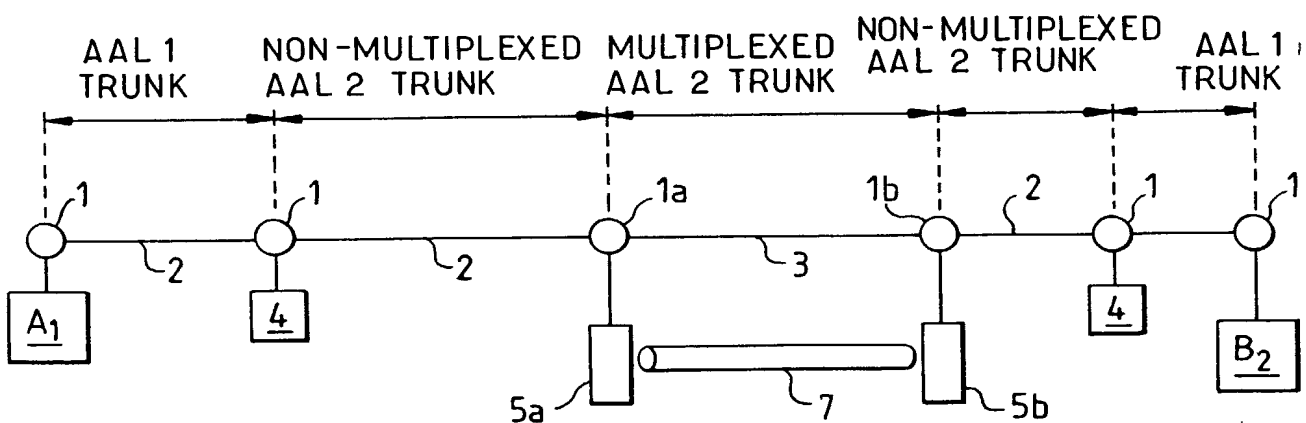 AAL 1
TRUNK
NON-MULTIPLEXED
AAL 2 TRUNK
MULTIPLEXED
AAL 2 TRUNK
NON-MULTIPLEXED
AAL 2 TRUNK
AAL 1
TRUNK
1
1
1a
1b
2
1
1
2
2
3
A1
4
4
B2
5a
7
5b